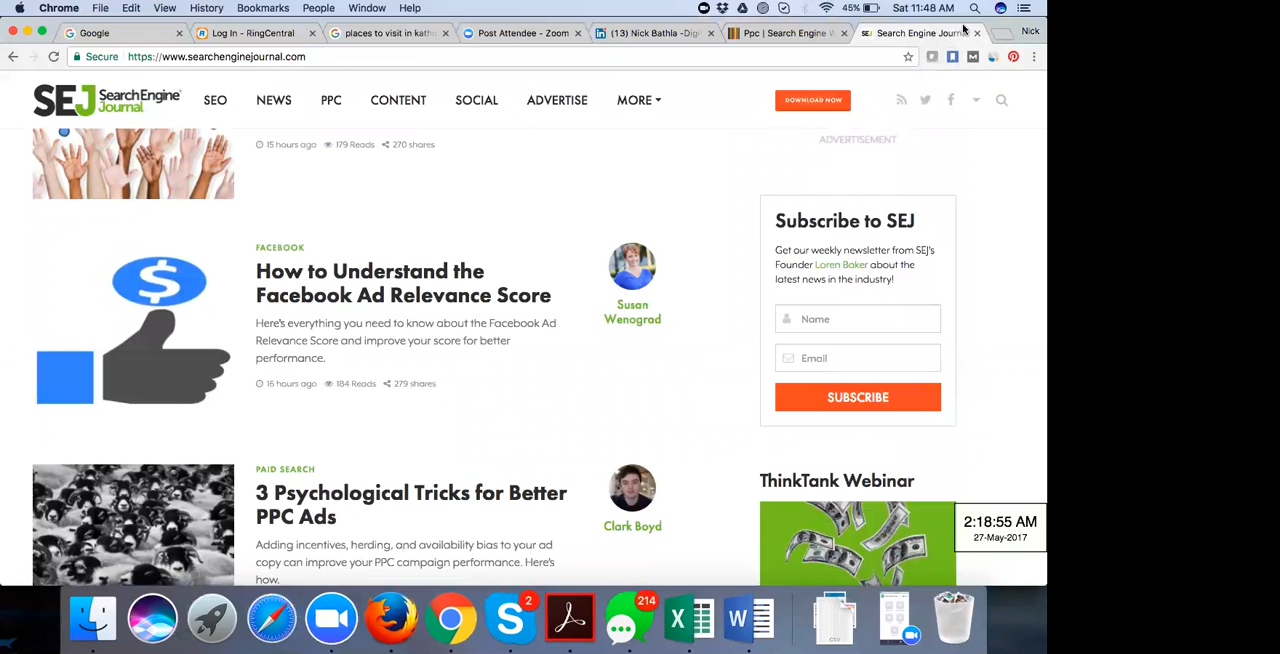 Chrome File Edit View History Bookmarks People Window Help 45% Sat 11:48 AM
Google Log In - RingCentral places to visit in kath Post Attendee - Zoom (13) Nick Bathla -Dig Ppc | Search Engine W Search Engine Journ Nick
Secure https://www.searchenginejournal.com
SEJ Search Engine Journal SEO NEWS PPC CONTENT SOCIAL ADVERTISE MORE DOWNLOAD NOW
15 hours ago 179 Reads 270 shares
ADVERTISEMENT
FACEBOOK
How to Understand the
Facebook Ad Relevance Score
Here's everything you need to know about the Facebook Ad
Relevance Score and improve your score for better
performance.
16 hours ago 184 Reads 279 shares
Susan
Wenograd
Subscribe to SEJ
Get our weekly newsletter from SEJ's
Founder Loren Baker about the
latest news in the industry!
Name
Email
SUBSCRIBE
PAID SEARCH
3 Psychological Tricks for Better
PPC Ads
Adding incentives, herding, and availability bias to your ad
copy can improve your PPC campaign performance. Here's
how.
Clark Boyd
ThinkTank Webinar
2:18:55 AM
27-May-2017
2
214
CSV